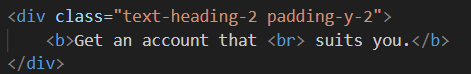 <div class="text-heading-2 padding-y-2">
<b>Get an account that <br> suits you.</b>
</div>